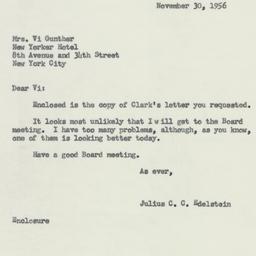 November 30, 1956
Mrs. Vi Gunther
New Yorker Hotel
8th Avenue and 34th Street
New York City
Dear Vi:
Enclosed is the copy of Clark's letter you requested.
It looks most unlikely that I will get to the Board
meeting. I have too many problems, although, as you know,
one of them is looking better today.
Have a good Board meeting.
As ever,
Julius C. C. Edelstein
Enclosure